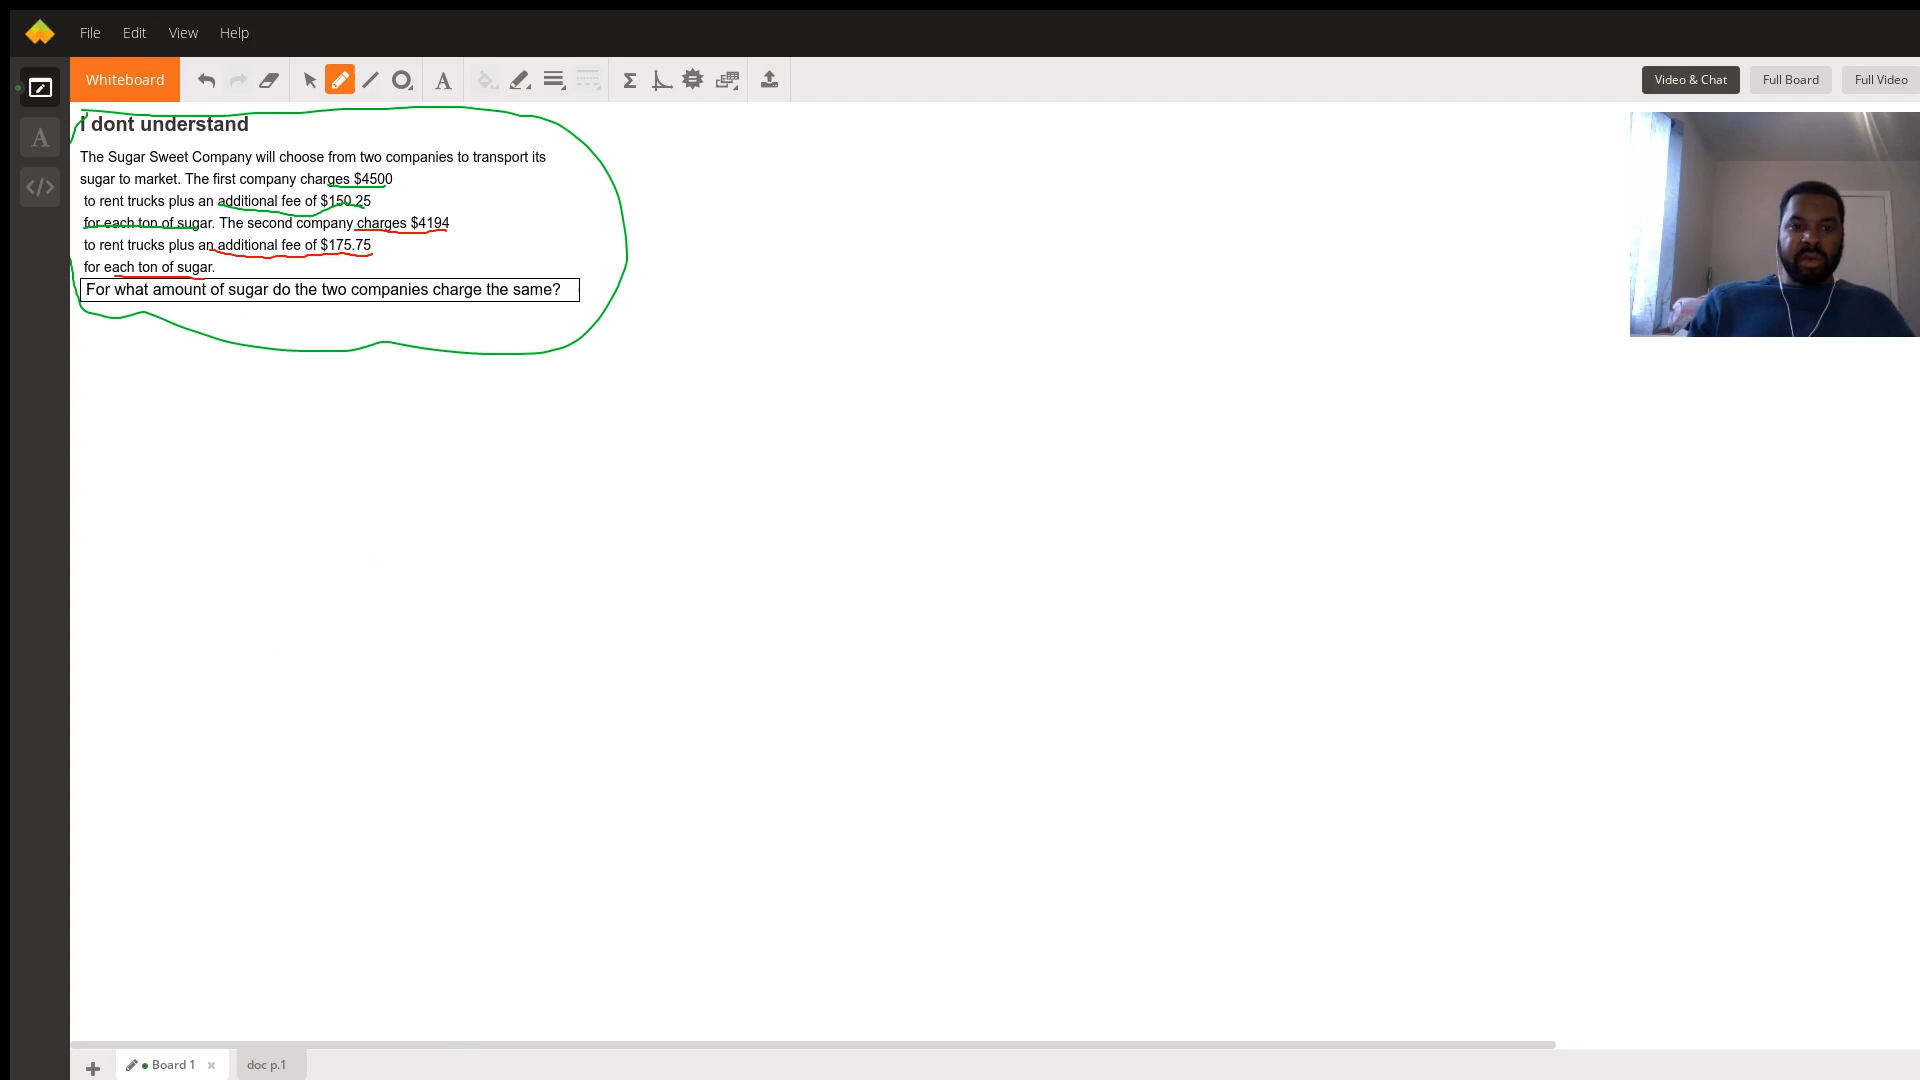 File Edit View Help
Whiteboard
A
Σ
Video & Chat Full Board Full Video
A
</>
i dont understand
The Sugar Sweet Company will choose from two companies to transport its
sugar to market. The first company charges $4500
to rent trucks plus an additional fee of $150.25
for each ton of sugar. The second company charges $4194
to rent trucks plus an additional fee of $175.75
for each ton of sugar.
For what amount of sugar do the two companies charge the same?
Board 1
doc p.1